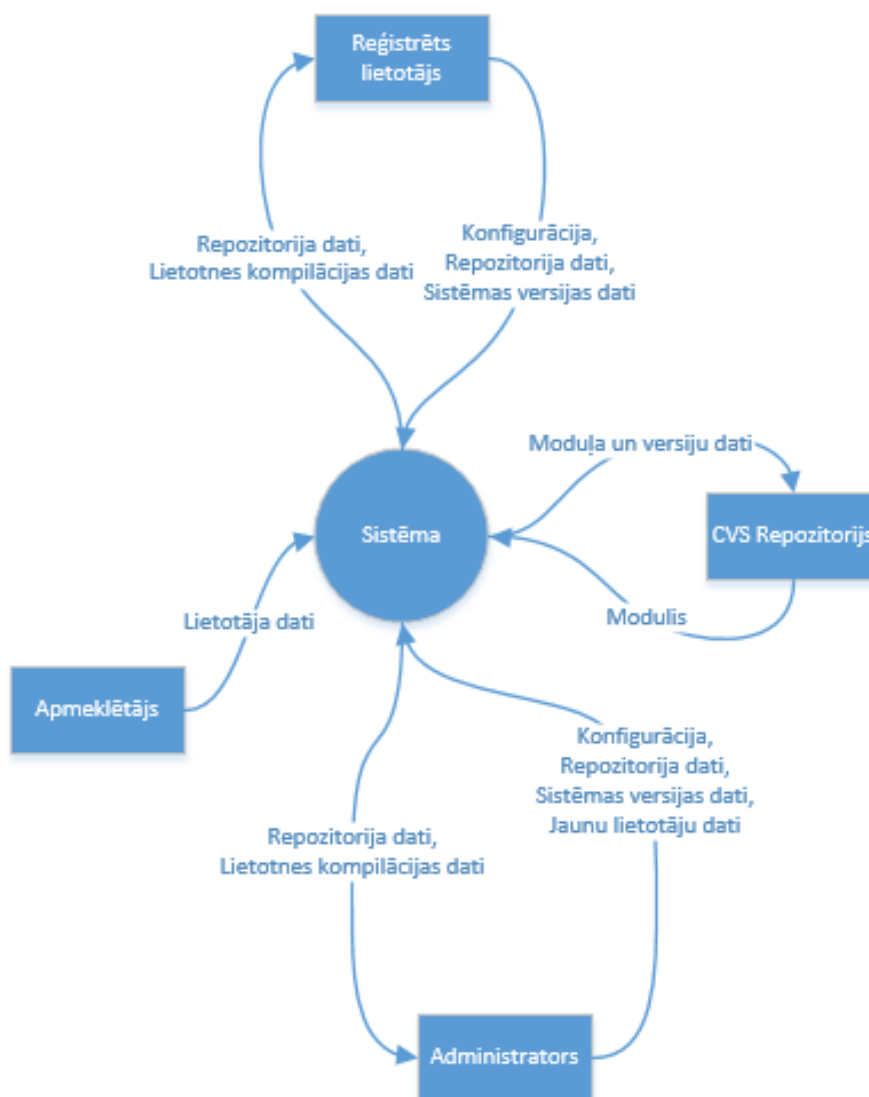 Reģistrēts
lietotājs
Repozitorija dati,
Lietotnes kompilācijas dati
Konfigurācija,
Repozitorija dati,
Sistēmas versijas dati
Moduļa un versiju dati
CVS Repozitorijs
Sistēma
Modulis
Lietotāja dati
Apmeklētājs
Konfigurācija,
Repozitorija dati,
Sistēmas versijas dati,
Jaunu lietotāju dati
Repozitorija dati,
Lietotnes kompilācijas dati
Administrators